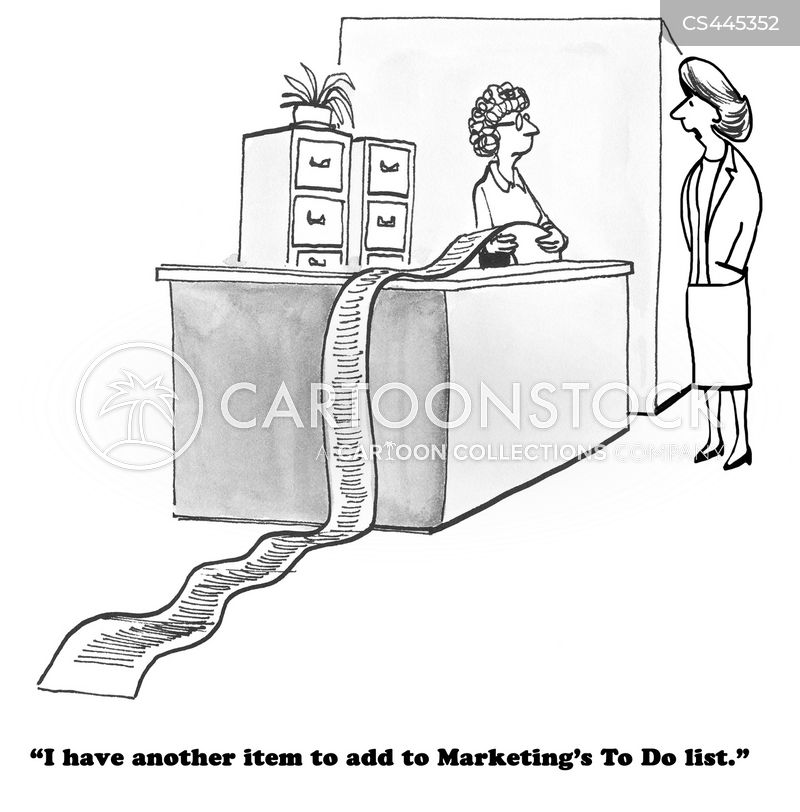 CS445352
CARTOONSTOCK
A CARTOON COLLECTIONS COMPANY
“I have another item to add to Marketing’s To Do list.”